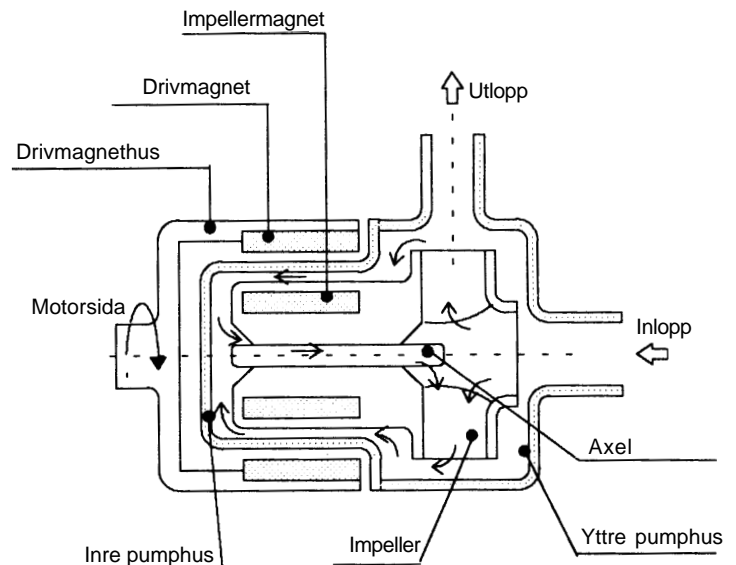 Impellermagnet
Drivmagnet
Utlopp
Drivmagnethus
Motorsida
Inlopp
Axel
Inre pumphus
Impeller
Yttre pumphus